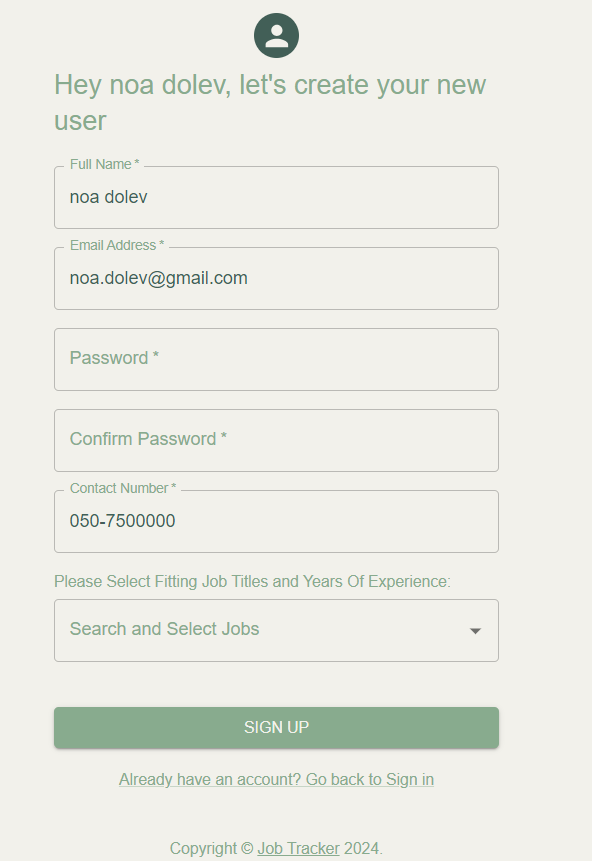 Hey noa dolev, let's create your new
user
Full Name *
noa dolev
Email Address *
noa.dolev@gmail.com
Password *
Confirm Password *
Contact Number *
050-7500000
Please Select Fitting Job Titles and Years Of Experience:
Search and Select Jobs
SIGN UP
Already have an account? Go back to Sign in
Copyright © Job Tracker 2024.